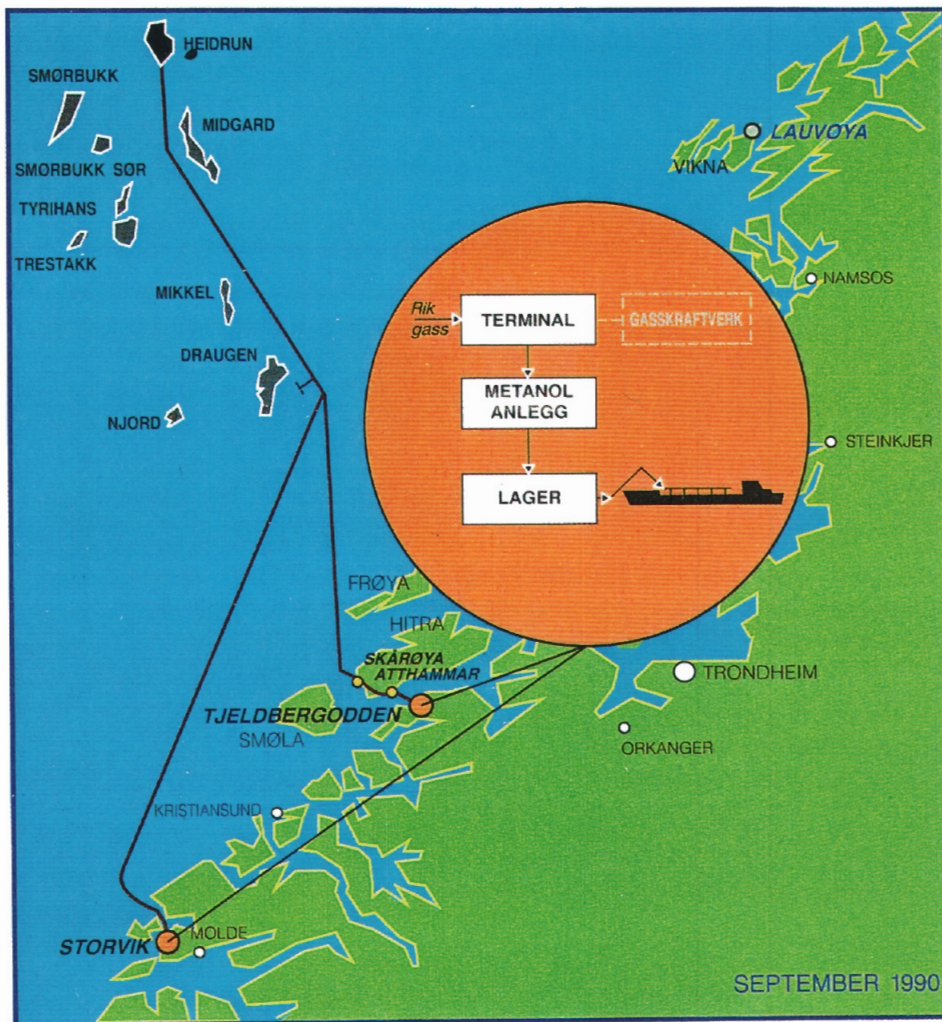 HEIDRUN
SMØRBUKK
MIDGARD
SMØRBUKK SØR
TYRIHANS
TRESTAKK
MIKKEL
DRAUGEN
NJORD
LAUVØYA
VIKNA
NAMSOS
Rik
gass
TERMINAL
GASSKRAFTVERK
METANOL
ANLEGG
LAGER
STEINKJER
FRØYA
HITRA
SKÅRØYA
ATTHAMMAR
TJELDBERGODDEN
SMØLA
TRONDHEIM
ORKANGER
KRISTIANSUND
STORVIK
MOLDE
SEPTEMBER 1990